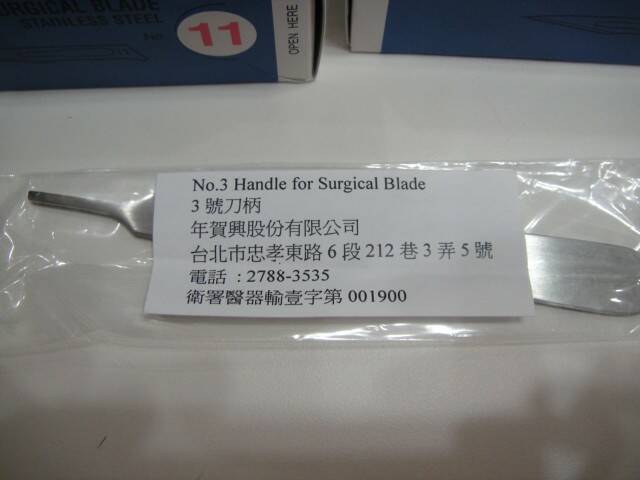 SURGICAL BLADE
STAINLESS STEEL
No.
11
OPEN HERE
No.3 Handle for Surgical Blade
3 號刀柄
年賀興股份有限公司
台北市忠孝東路 6 段 212 巷 3 弄 5 號
電話 : 2788-3535
衛署醫器輸壹字第 001900